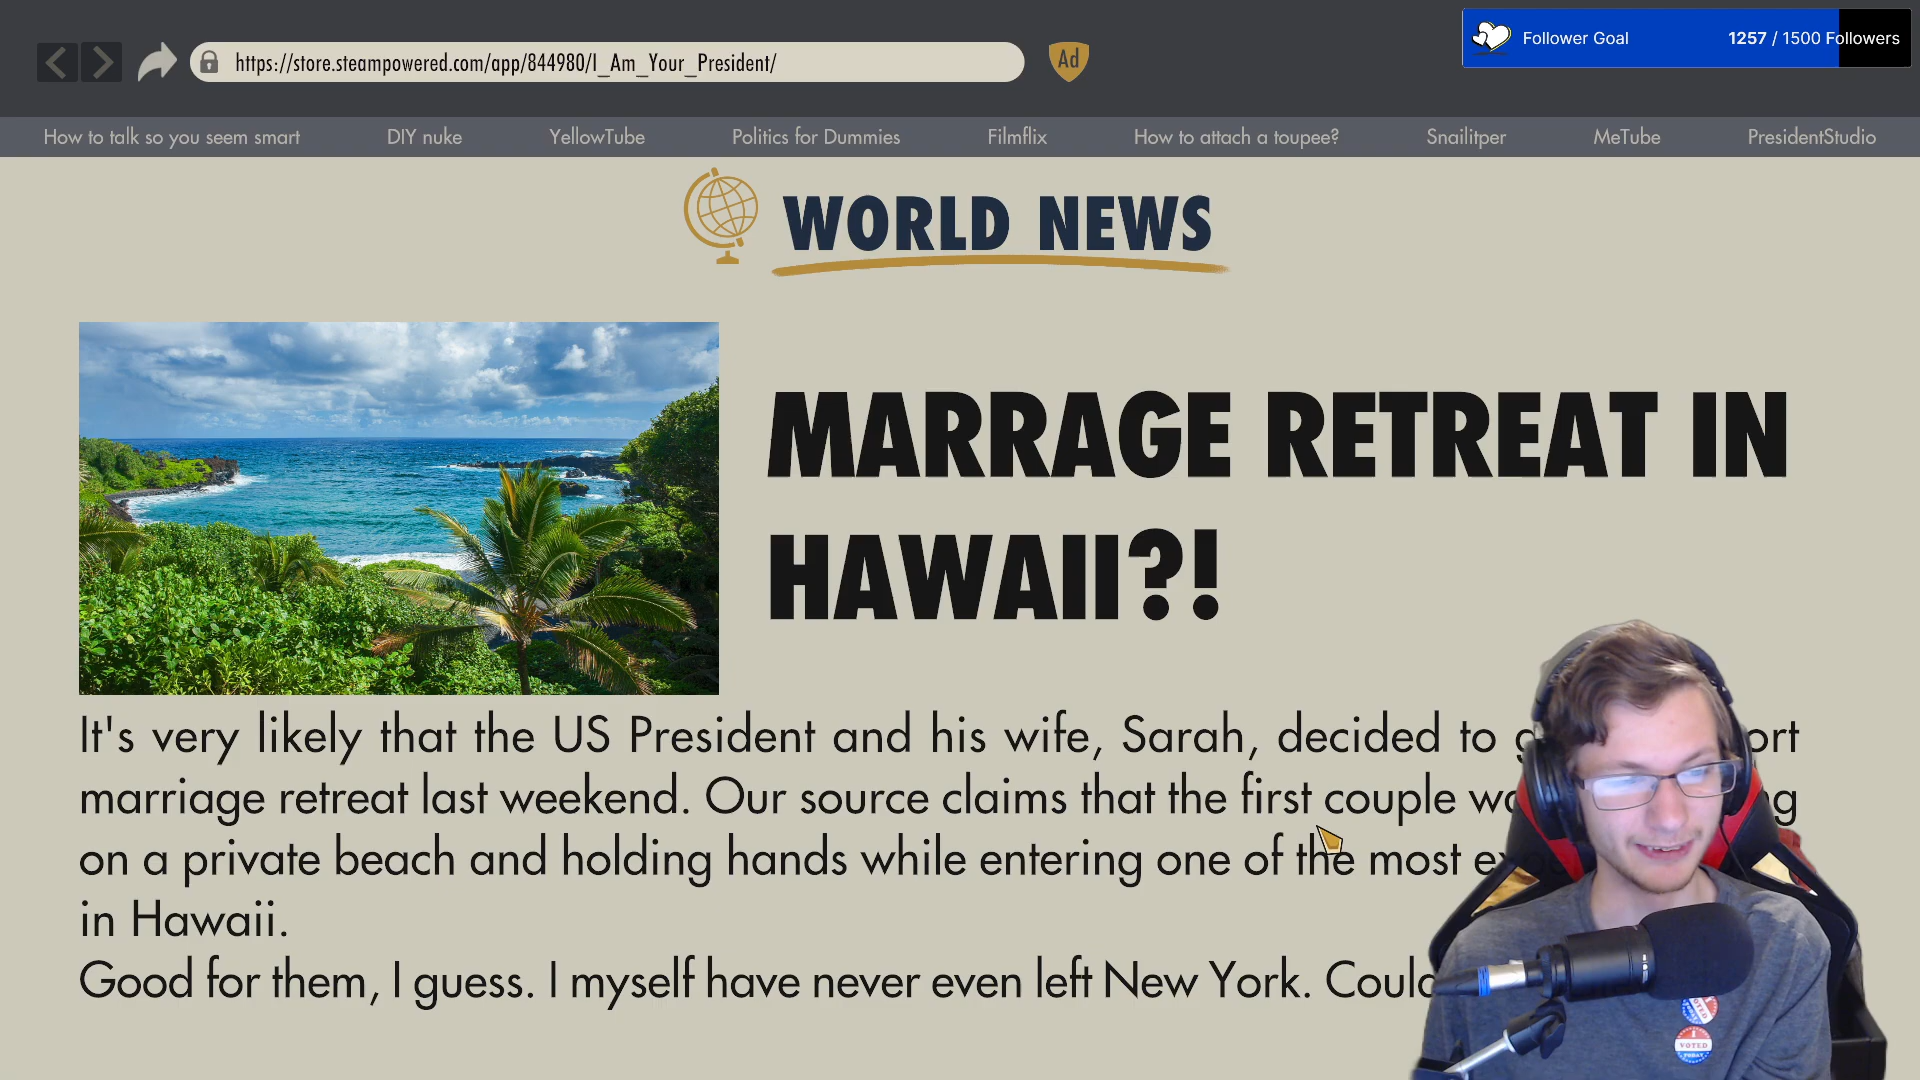 https://store.steampowered.com/app/844980/I_Am_Your_President/
Ad
Follower Goal
1257 / 1500 Followers
How to talk so you seem smart
DIY nuke
YellowTube
Politics for Dummies
Filmflix
How to attach a toupee?
Snailitper
MeTube
PresidentStudio
WORLD NEWS
MARRAGE RETREAT IN
HAWAII?!
It's very likely that the US President and his wife, Sarah, decided to
marriage retreat last weekend. Our source claims that the first couple
on a private beach and holding hands while entering one of the most
in Hawaii.
Good for them, I guess. I myself have never even left New York.
VOTED
I VOTED
TODAY